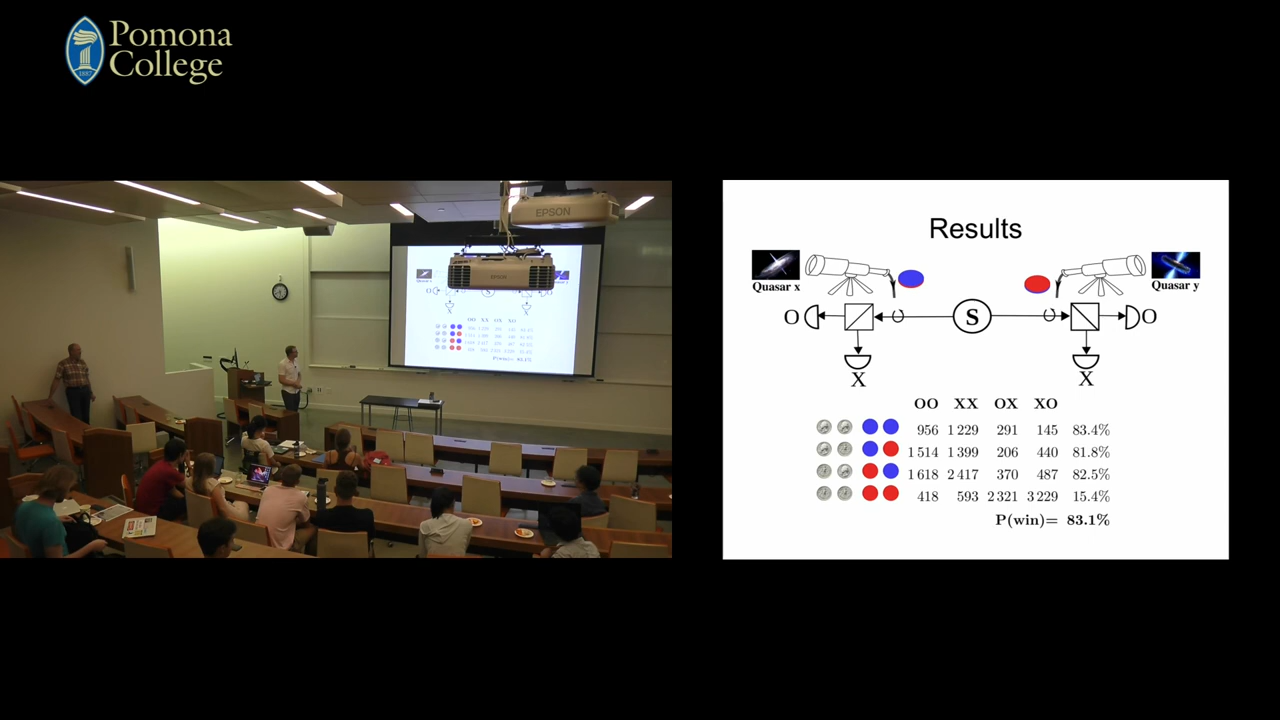 Pomona
College
1887
EPSON
EPSON
Results
Quasar x
Quasar y
O
S
O
X
X
OO XX OX XO
956 1 229 291 145 83.4%
1 514 1 399 206 440 81.8%
1 618 2 417 370 487 82.5%
418 593 2 321 3 229 15.4%
P(win)= 83.1%